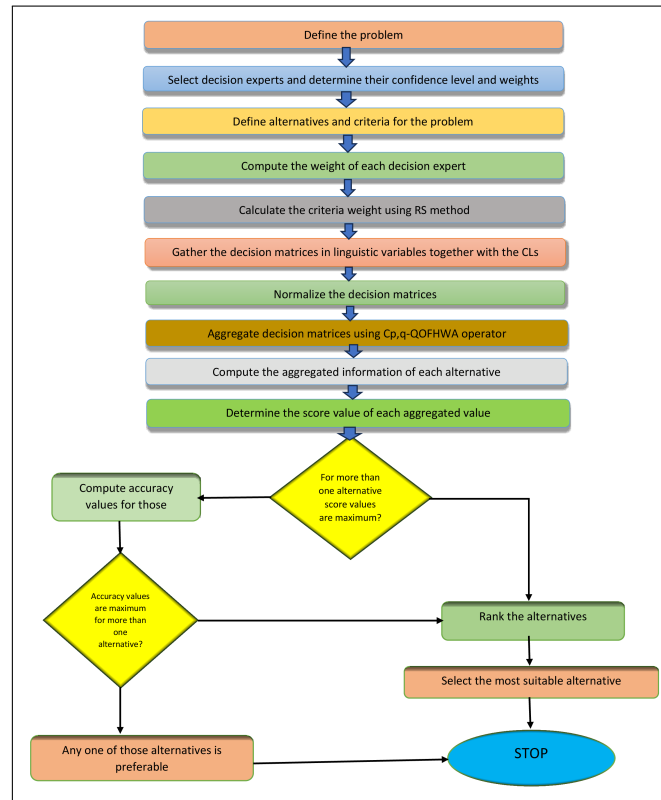 Define the problem
Select decision experts and determine their confidence level and weights
Define alternatives and criteria for the problem
Compute the weight of each decision expert
Calculate the criteria weight using RS method
Gather the decision matrices in linguistic variables together with the CLs
Normalize the decision matrices
Aggregate decision matrices using Cp,q-QOFHWA operator
Compute the aggregated information of each alternative
Determine the score value of each aggregated value
For more than
one alternative
score values
are maximum?
Compute accuracy
values for those
Accuracy values
are maximum
for more than
one
alternative?
Rank the alternatives
Select the most suitable alternative
Any one of those alternatives is
preferable
STOP